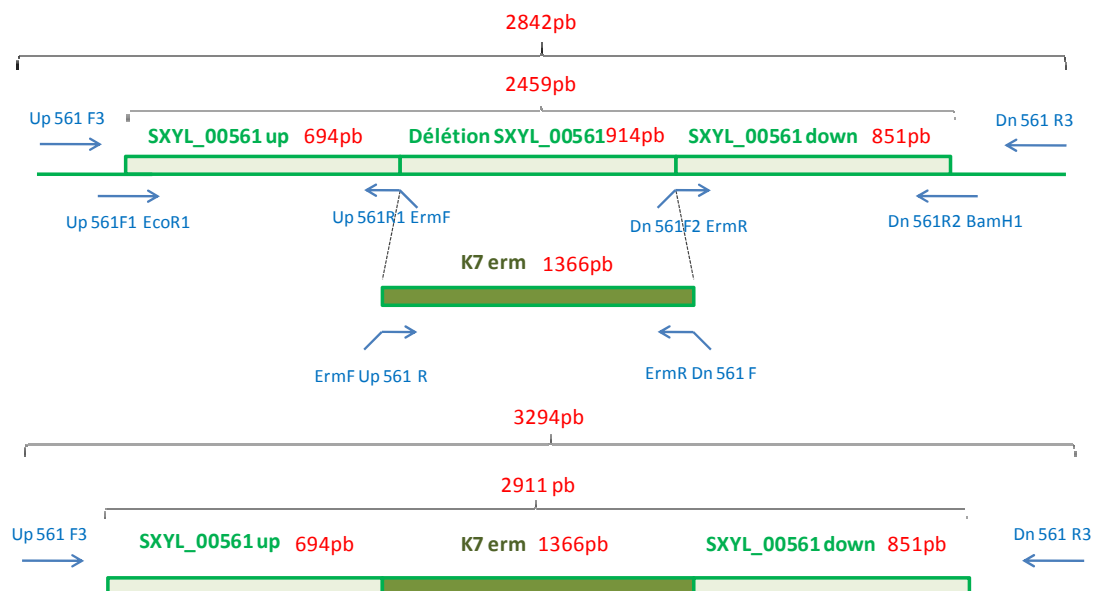 2842pb
2459pb
Up 561 F3
Dn 561 R3
SXYL_00561 up 694pb Délétion SXYL_00561 914pb SXYL_00561 down 851pb
Up 561F1 EcoR1
Up 561R1 ErmF
Dn 561F2 ErmR
Dn 561R2 BamH1
K7 erm 1366pb
ErmF Up 561 R
ErmR Dn 561 F
3294pb
2911 pb
Up 561 F3
Dn 561 R3
SXYL_00561 up 694pb K7 erm 1366pb SXYL_00561 down 851pb